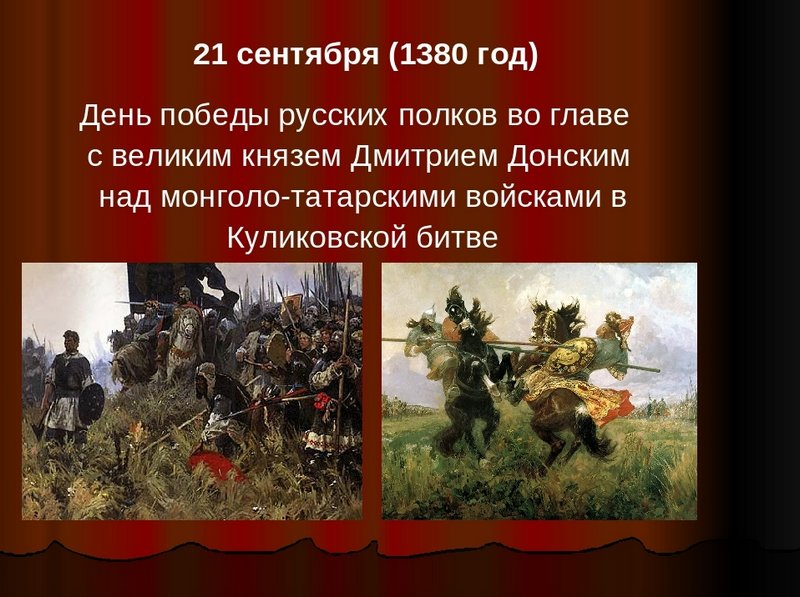 21 сентября (1380 год)
День победы русских полков во главе
с великим князем Дмитрием Донским
над монголо-татарскими войсками в
Куликовской битве